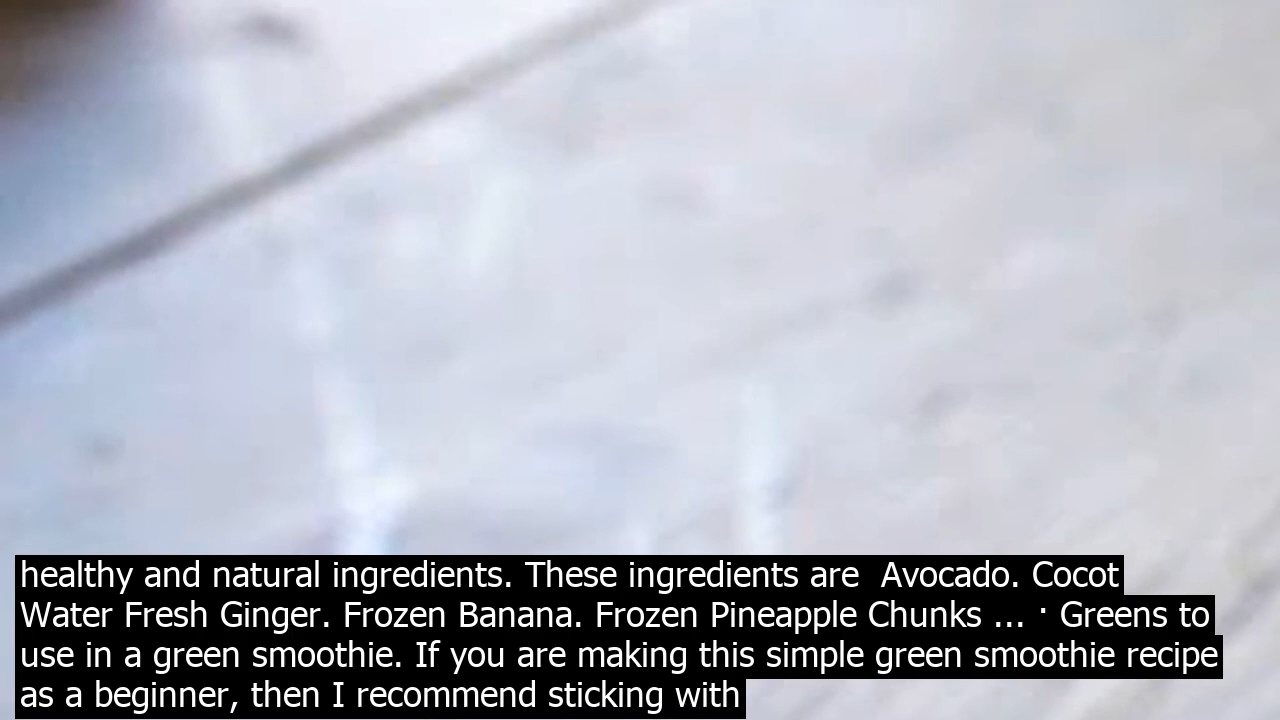 healthy and natural ingredients. These ingredients are  Avocado. Cocot
Water Fresh Ginger. Frozen Banana. Frozen Pineapple Chunks ... · Greens to
use in a green smoothie. If you are making this simple green smoothie recipe
as a beginner, then I recommend sticking with